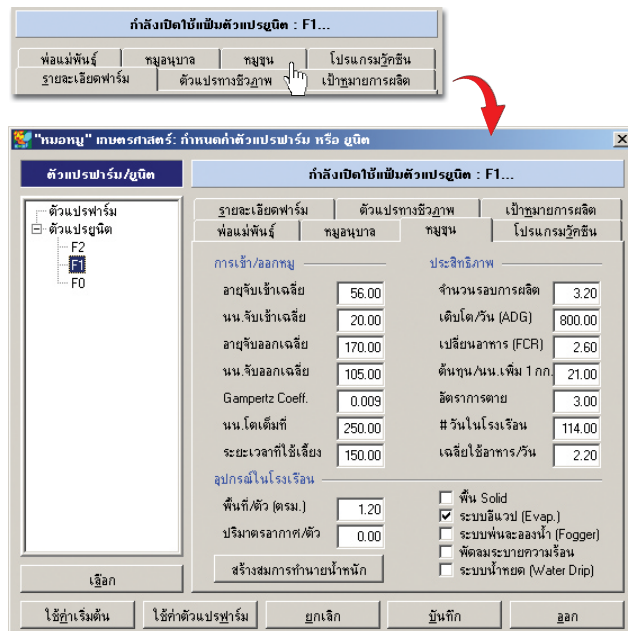 กำลังเปิดใช้แฟ้มตัวแปรยูนิต : F1...
พ่อแม่พันธุ์ หมูอนุบาล หมูขุน โปรแกรมวัคซีน
รายละเอียดฟาร์ม ตัวแปรทางชีวภาพ เป้าหมายการผลิต
"หมอหมู" เกษตรศาสตร์: กำหนดค่าตัวแปรฟาร์ม หรือ ยูนิต
ตัวแปรฟาร์ม/ยูนิต
กำลังเปิดใช้แฟ้มตัวแปรยูนิต : F1...
ตัวแปรฟาร์ม
ตัวแปรยูนิต
F2
F1
F0
เลือก
รายละเอียดฟาร์ม ตัวแปรทางชีวภาพ เป้าหมายการผลิต
พ่อแม่พันธุ์ หมูอนุบาล หมูขุน โปรแกรมวัคซีน
การเข้า/ออกหมู
อายุจับเข้าเฉลี่ย 56.00
นน.จับเข้าเฉลี่ย 20.00
อายุจับออกเฉลี่ย 170.00
นน.จับออกเฉลี่ย 105.00
Gampertz Coeff. 0.009
นน.โตเต็มที่ 250.00
ระยะเวลาที่ใช้เลี้ยง 150.00
ประสิทธิภาพ
จำนวนรอบการผลิต 3.20
เติบโต/วัน (ADG) 800.00
เปลี่ยนอาหาร (FCR) 2.60
ต้นทุน/นน.เพิ่ม 1 กก. 21.00
อัตราการตาย 3.00
# วันในโรงเรือน 114.00
เฉลี่ยใช้อาหาร/วัน 2.20
อุปกรณ์ในโรงเรือน
พื้นที่/ตัว (ตรม.) 1.20
ปริมาตรอากาศ/ตัว 0.00
สร้างสมการทำนายน้ำหนัก
พื้น Solid
ระบบอีแวป (Evap.)
ระบบพ่นละอองน้ำ (Fogger)
พัดลมระบายความร้อน
ระบบน้ำหยด (Water Drip)
ใช้ค่าเริ่มต้น ใช้ค่าตัวแปรฟาร์ม ยกเลิก บันทึก ออก